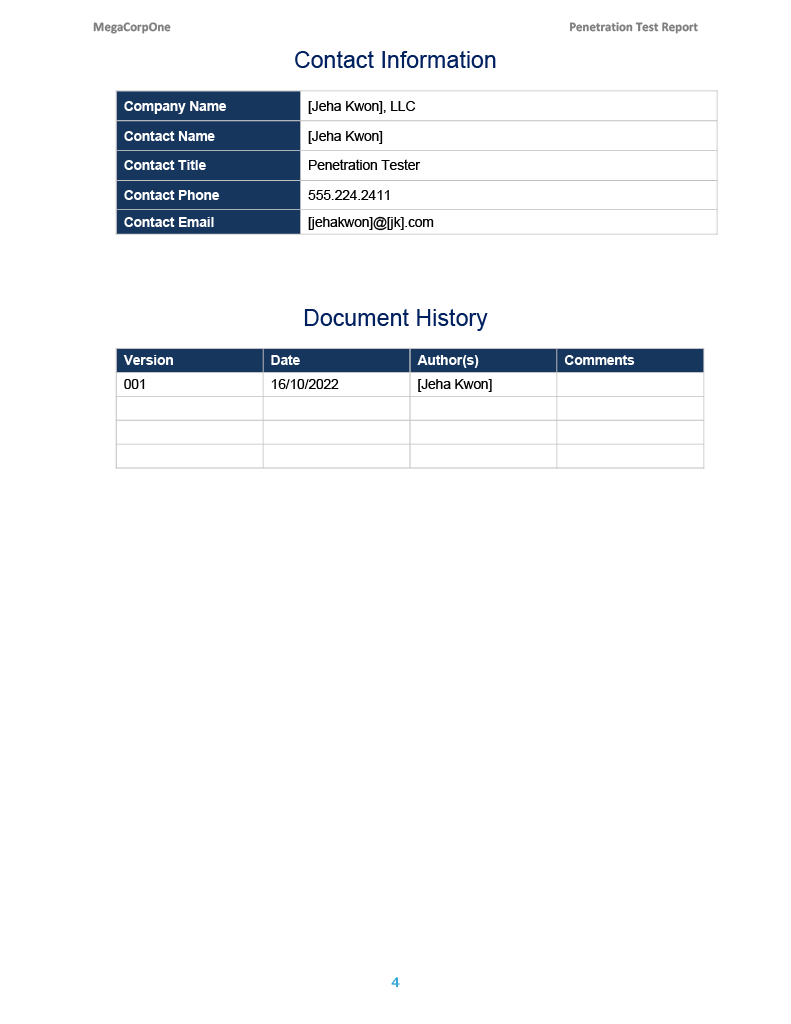 MegaCorpOne Penetration Test Report
Contact Information
Company Name [Jeha Kwon], LLC
Contact Name [Jeha Kwon]
Contact Title Penetration Tester
Contact Phone 555.224.2411
Contact Email [jehakwon]@[jk].com
Document History
Version Date Author(s) Comments
001 16/10/2022 [Jeha Kwon]
4